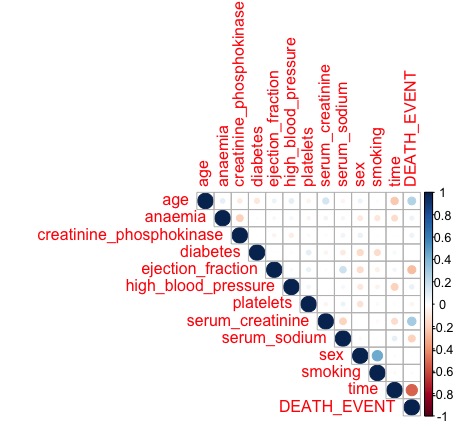 age
anaemia
creatinine_phosphokinase
diabetes
ejection_fraction
high_blood_pressure
platelets
serum_creatinine
serum_sodium
sex
smoking
time
DEATH_EVENT
age
anaemia
creatinine_phosphokinase
diabetes
ejection_fraction
high_blood_pressure
platelets
serum_creatinine
serum_sodium
sex
smoking
time
DEATH_EVENT
1
0.8
0.6
0.4
0.2
0
-0.2
-0.4
-0.6
-0.8
-1